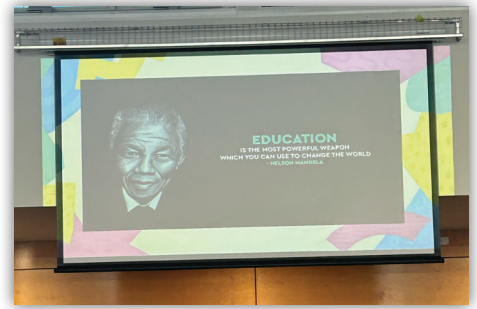 EDUCATION
IS THE MOST POWERFUL WEAPON
WHICH YOU CAN USE TO CHANGE THE WORLD
- NELSON MANDELA